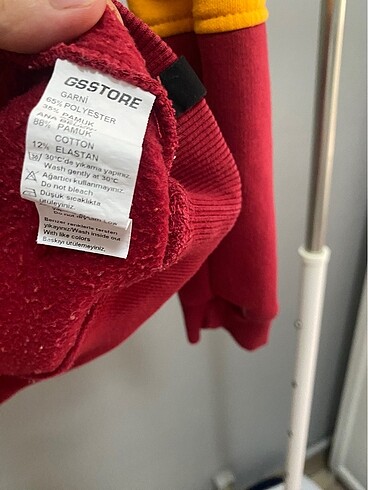 GSSTORE
GARNİ
65% POLYESTER
35% PAMUK
ANA BEDEN
88% PAMUK
COTTON
12% ELASTAN
30 30°C'de yıkama yapınız.
Wash gently at 30°C
Ağartıcı kullanmayınız
Do not bleach
Düşük sıcaklıkta
ütüleyiniz.
Benzer renklerle tersten
yıkayınız/Wash inside out
With like colors
Baskıyı ütülemeyiniz.